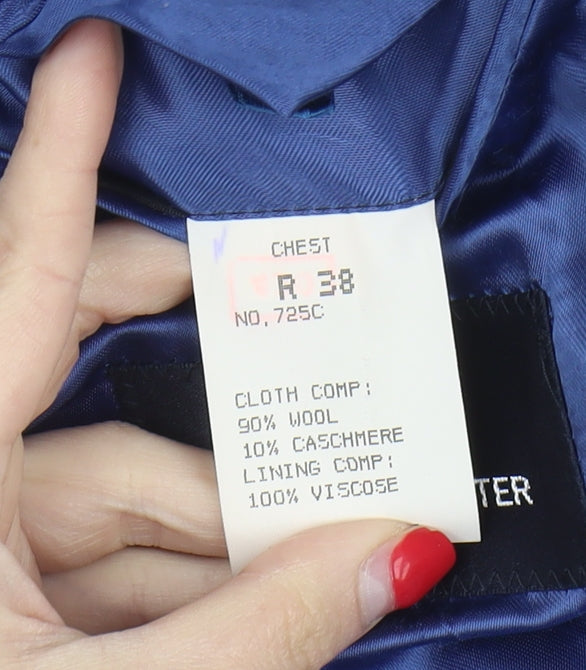 CHEST
R 38
NO.725C
CLOTH COMP:
90% WOOL
10% CASCHMERE
LINING COMP:
100% VISCOSE
TER